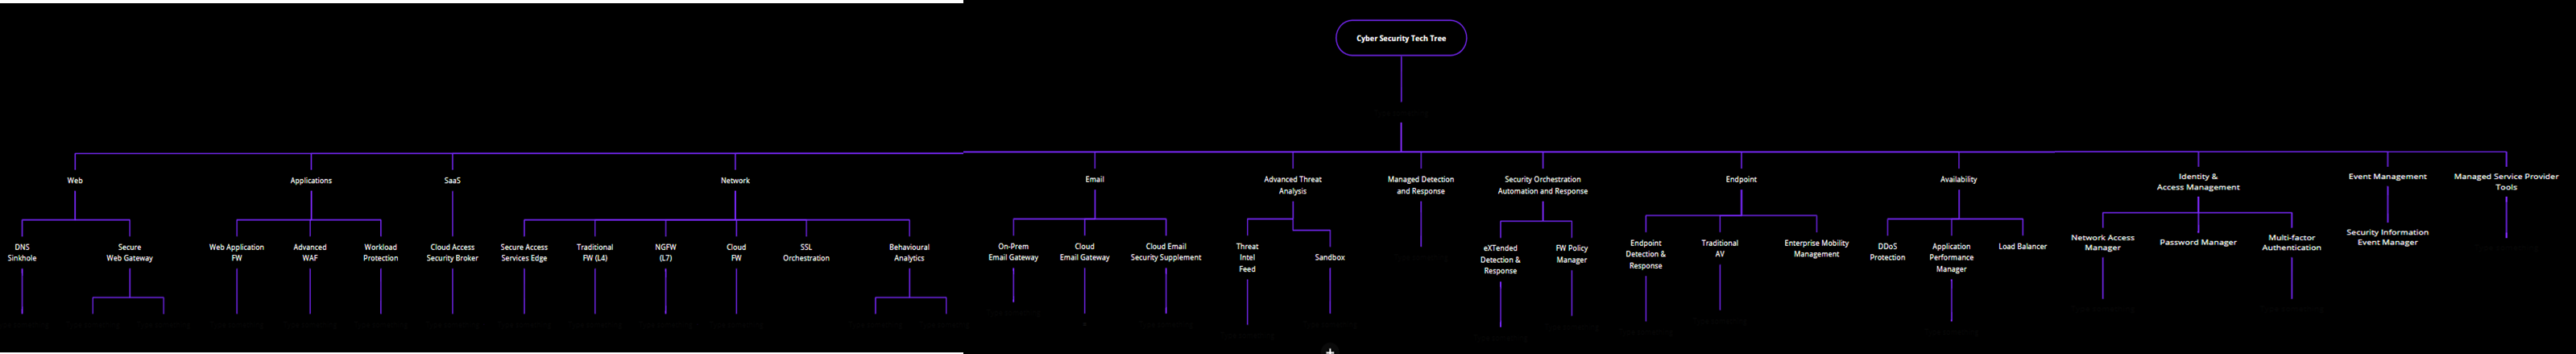 Cyber Security Tech Tree
Web
Applications
SaaS
Network
Email
Advanced Threat
Analysis
Managed Detection
and Response
Security Orchestration
Automation and Response
Endpoint
Availability
Identity &
Access Management
Event Management
Managed Service Provider
Tools
DNS
Sinkhole
Secure
Web Gateway
Web Application
FW
Advanced
WAF
Workload
Protection
Cloud Access
Security Broker
Secure Access
Services Edge
Traditional
FW (L4)
NGFW
(L7)
Cloud
FW
SSL
Orchestration
Behavioural
Analytics
On-Prem
Email Gateway
Cloud
Email Gateway
Cloud Email
Security Supplement
Threat
Intel
Feed
Sandbox
eXTended
Detection &
Response
FW Policy
Manager
Endpoint
Detection &
Response
Traditional
AV
Enterprise Mobility
Management
DDoS
Protection
Application
Performance
Manager
Load Balancer
Network Access
Manager
Password Manager
Multi-factor
Authentication
Security Information
Event Manager